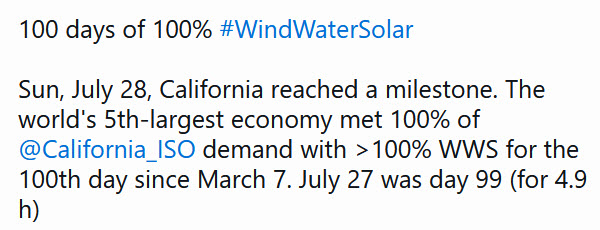 100 days of 100% #WindWaterSolar
Sun, July 28, California reached a milestone. The
world's 5th-largest economy met 100% of
@California_ISO demand with >100% WWS for the
100th day since March 7. July 27 was day 99 (for 4.9
h)